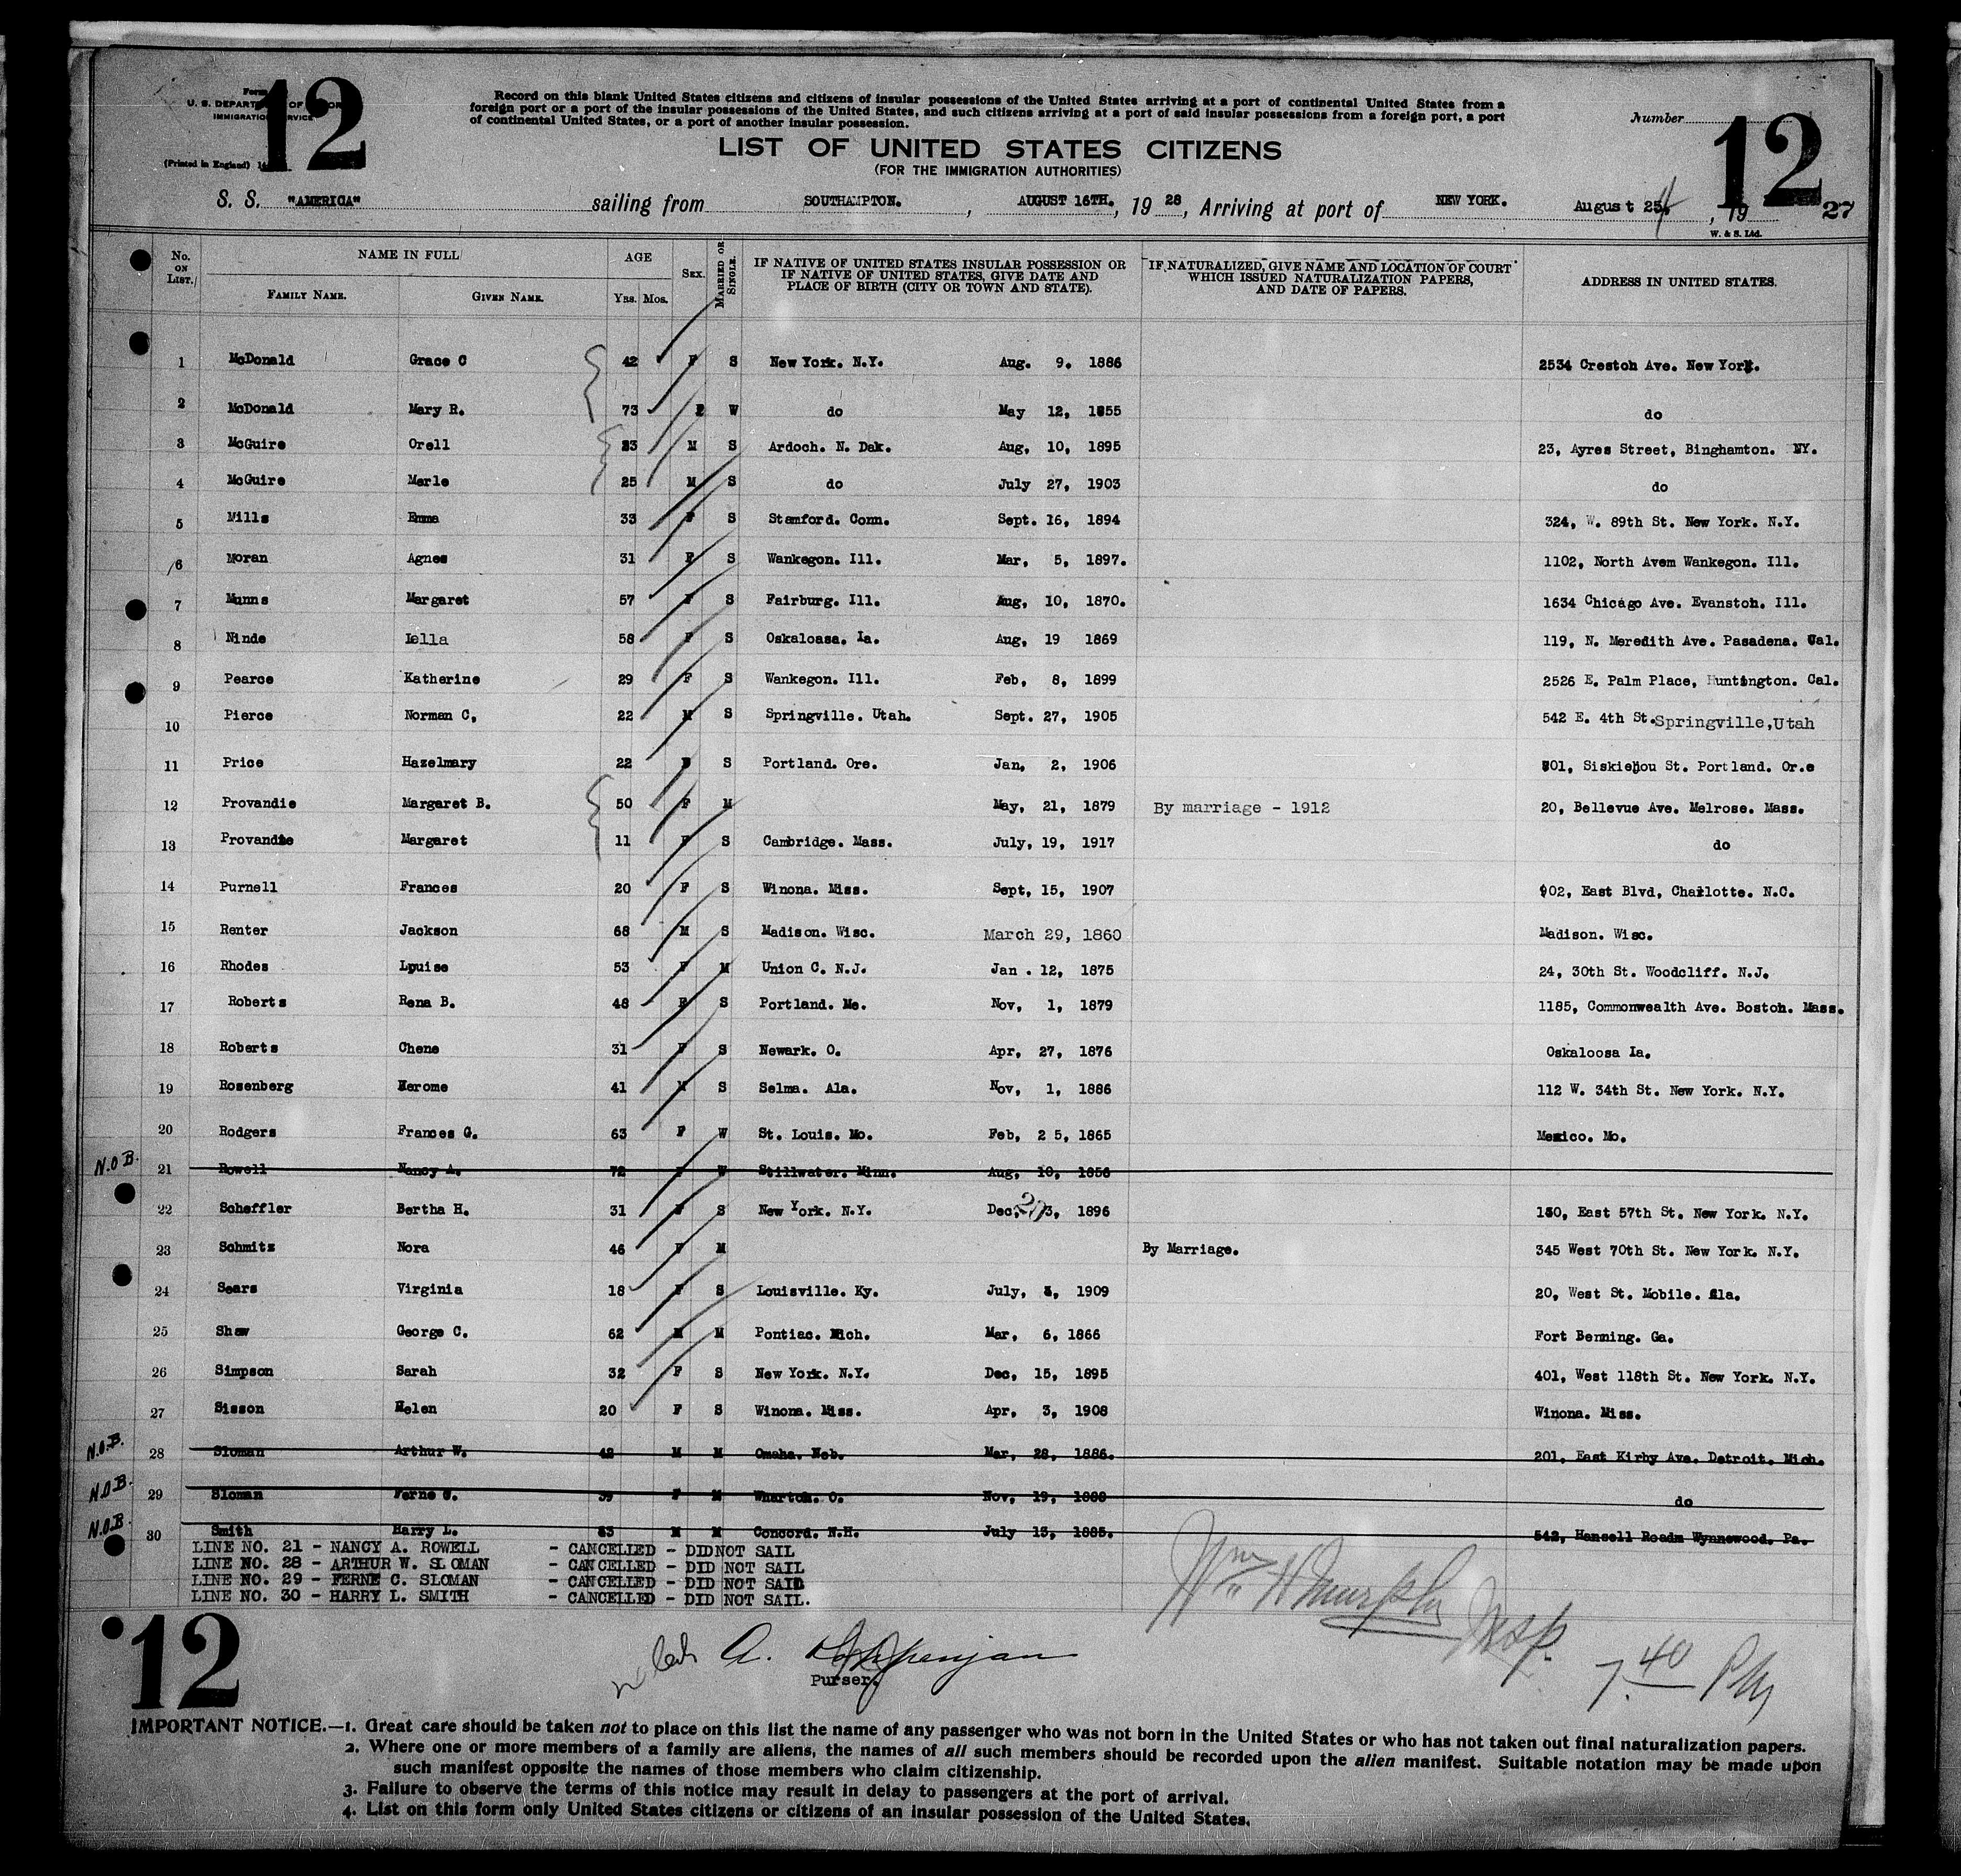 12
Form
U. S. DEPARTMENT OF LABOR
IMMIGRATION SERVICE
(Printed in England)
Record on this blank United States citizens and citizens of insular possessions of the United States arriving at a port of continental United States from a
foreign port or a port of the insular possessions of the United States, and such citizens arriving at a port of said insular possessions from a foreign port, a port
of continental United States, or a port of another insular possession.
Number
12
LIST OF UNITED STATES CITIZENS
(FOR THE IMMIGRATION AUTHORITIES)
S. S. "AMERICA" sailing from SOUTHAMPTON. , AUGUST 16TH. , 19 28 , Arriving at port of NEW YORK. August 25. 4 , 19 27
W. & S. Ltd.
No. ON LIST. NAME IN FULL AGE SEX. MARRIED OR SINGLE. IF NATIVE OF UNITED STATES INSULAR POSSESSION OR IF NATIVE OF UNITED STATES, GIVE DATE AND PLACE OF BIRTH (CITY OR TOWN AND STATE). IF NATURALIZED, GIVE NAME AND LOCATION OF COURT WHICH ISSUED NATURALIZATION PAPERS, AND DATE OF PAPERS. ADDRESS IN UNITED STATES.
FAMILY NAME. GIVEN NAME. Yrs. Mos.
1 McDonald Grace C 42 F S New York. N.Y. Aug. 9. 1886 2534 Creston Ave. New York.
2 McDonald Mary R. 73 F W do May 12, 1855 do
3 McGuire Orell 23 M S Ardoch. N. Dak. Aug, 10, 1895 23, Ayres Street, Binghamton. NY.
4 McGuire Merle 25 M S do July 27, 1903 do
5 Mills Emma 33 F S Stamford. Conn. Sept. 16, 1894 324, W. 89th St. New York. N.Y.
6 Moran Agnes 31 F S Wankegon. Ill. Mar, 5, 1897. 1102, North Avem Wankegon. Ill.
7 Munns Margaret 57 F S Fairburg. Ill. Aug, 10, 1870. 1634 Chicago Ave. Evanston. Ill.
8 Ninde Lella 58 F S Oskaloasa. Ia. Aug, 19 1869 119, N. Meredith Ave. Pasadena. Cal.
9 Pearce Katherine 29 F S Wankegon. Ill. Feb, 8, 1899 2526 E. Palm Place, Huntington. Cal.
10 Pierce Norman C, 22 M S Springville. Utah. Sept. 27, 1905 542 E. 4th St. Springville,Utah
11 Price Hazelmary 22 F S Portland. Ore. Jan, 2, 1906 801, Siskiehou St. Portland. Or.e
12 Provandie Margaret B. 50 F M May, 21, 1879 By marriage - 1912 20, Bellevue Ave. Melrose. Mass.
13 Provandie Margaret 11 F S Cambridge. Mass. July, 19, 1917 do
14 Purnell Frances 20 F S Winona. Miss. Sept, 15, 1907 902, East Blvd, Charlotte. N.C.
15 Renter Jackson 68 M S Madison. Wisc. March 29, 1860 Madison. Wisc.
16 Rhodes Louise 53 F M Union C. N.J. Jan . 12, 1875 24, 30th St. Woodcliff. N.J.
17 Roberts Rena B. 48 F S Portland. Me. Nov, 1, 1879 1185, Commonwealth Ave. Boston. Mass.
18 Roberts Chene 31 F S Newark. O. Apr, 27, 1876 Oskaloosa Ia.
19 Rosenberg Jerome 41 M S Selma. Ala. Nov, 1, 1886 112 W. 34th St. New York. N.Y.
20 Rodgers Frances G. 63 F W St. Louis. Mo. Feb, 2 5, 1865 Mexico. Mo.
N.O.B. 21 Rowell Nancy A. 72 F W Stillwater. Minn. Aug, 10, 1856
22 Scheffler Bertha H. 31 F S New York. N.Y. Dec, 23, 1896 130, East 57th St. New York. N.Y.
23 Schmitz Nora 46 F M By Marriage. 345 West 70th St. New York. N.Y.
24 Sears Virginia 18 F S Louisville. Ky. July, 1909 20, West St. Mobile. Ala.
25 Shaw George C. 62 M M Pontiac. Mich. Mar, 6, 1866 Fort Benning. Ga.
26 Simpson Sarah 32 F S New York. N.Y. Dec, 15, 1895 401, West 118th St. New York. N.Y.
27 Sisson Helen 20 F S Winona. Miss. Apr, 3, 1908 Winona. Miss.
N.O.B. 28 Sloman Arthur W. 42 M M Omaha. Neb. Mar, 28, 1886. 201, East Kirby Ave. Detroit. Mich.
N.O.B. 29 Sloman Ferne C. 39 F M Wharton. O. Nov, 19, 1888 do
N.O.B. 30 Smith Harry L. 43 M M Concord. N.H. July 13, 1885. 542, Hansell Roadm Wynnewood. Pa.
LINE NO. 21 - NANCY A. ROWELL - CANCELLED - DIDNOT SAIL
LINE NO. 28 - ARTHUR W. SLOMAN - CANCELLED - DID NOT SAIL
LINE NO. 29 - FERNE C. SLOMAN - CANCELLED - DID NOT SAIL
LINE NO. 30 - HARRY L. SMITH - CANCELLED - DID NOT SAIL.
Wm H Murphy Insp.
7.40 PM
A.
Purser.
12
IMPORTANT NOTICE.—1. Great care should be taken not to place on this list the name of any passenger who was not born in the United States or who has not taken out final naturalization papers.
2. Where one or more members of a family are aliens, the names of all such members should be recorded upon the alien manifest. Suitable notation may be made upon
such manifest opposite the names of those members who claim citizenship.
3. Failure to observe the terms of this notice may result in delay to passengers at the port of arrival.
4. List on this form only United States citizens or citizens of an insular possession of the United States.